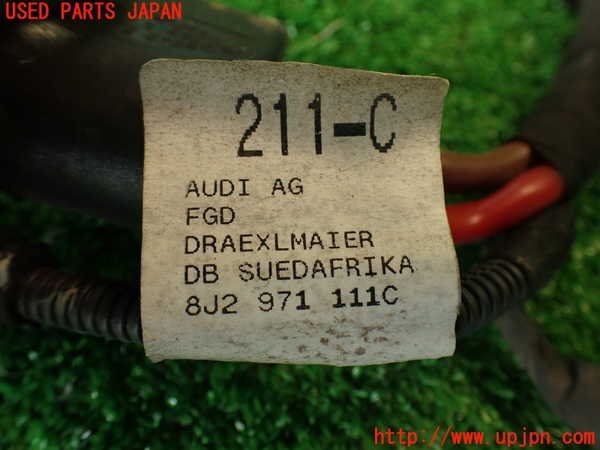 USED PARTS JAPAN
211-C
AUDI AG
FGD
DRAEXLMAIER
DB SUEDAFRIKA
8J2 971 111C
http://www.upjpn.com/